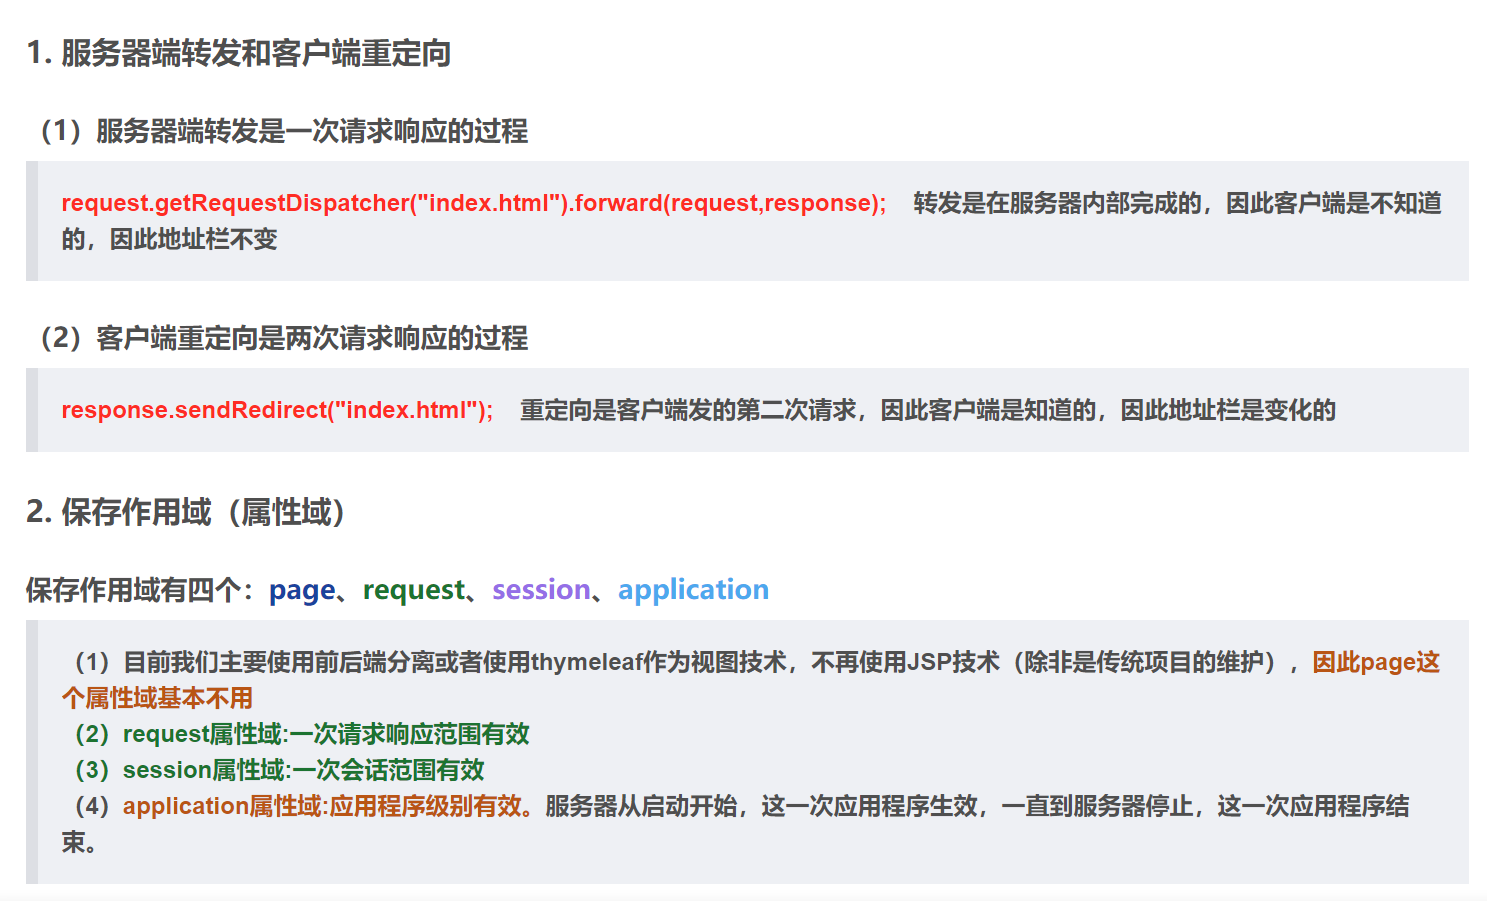 1. 服务器端转发和客户端重定向
（1）服务器端转发是一次请求响应的过程
request.getRequestDispatcher("index.html").forward(request,response);    转发是在服务器内部完成的，因此客户端是不知道
的，因此地址栏不变
（2）客户端重定向是两次请求响应的过程
response.sendRedirect("index.html");    重定向是客户端发的第二次请求，因此客户端是知道的，因此地址栏是变化的
2. 保存作用域（属性域）
保存作用域有四个：page、request、session、application
（1）目前我们主要使用前后端分离或者使用thymeleaf作为视图技术，不再使用JSP技术（除非是传统项目的维护），因此page这
个属性域基本不用
（2）request属性域:一次请求响应范围有效
（3）session属性域:一次会话范围有效
（4）application属性域:应用程序级别有效。服务器从启动开始，这一次应用程序生效，一直到服务器停止，这一次应用程序结
束。